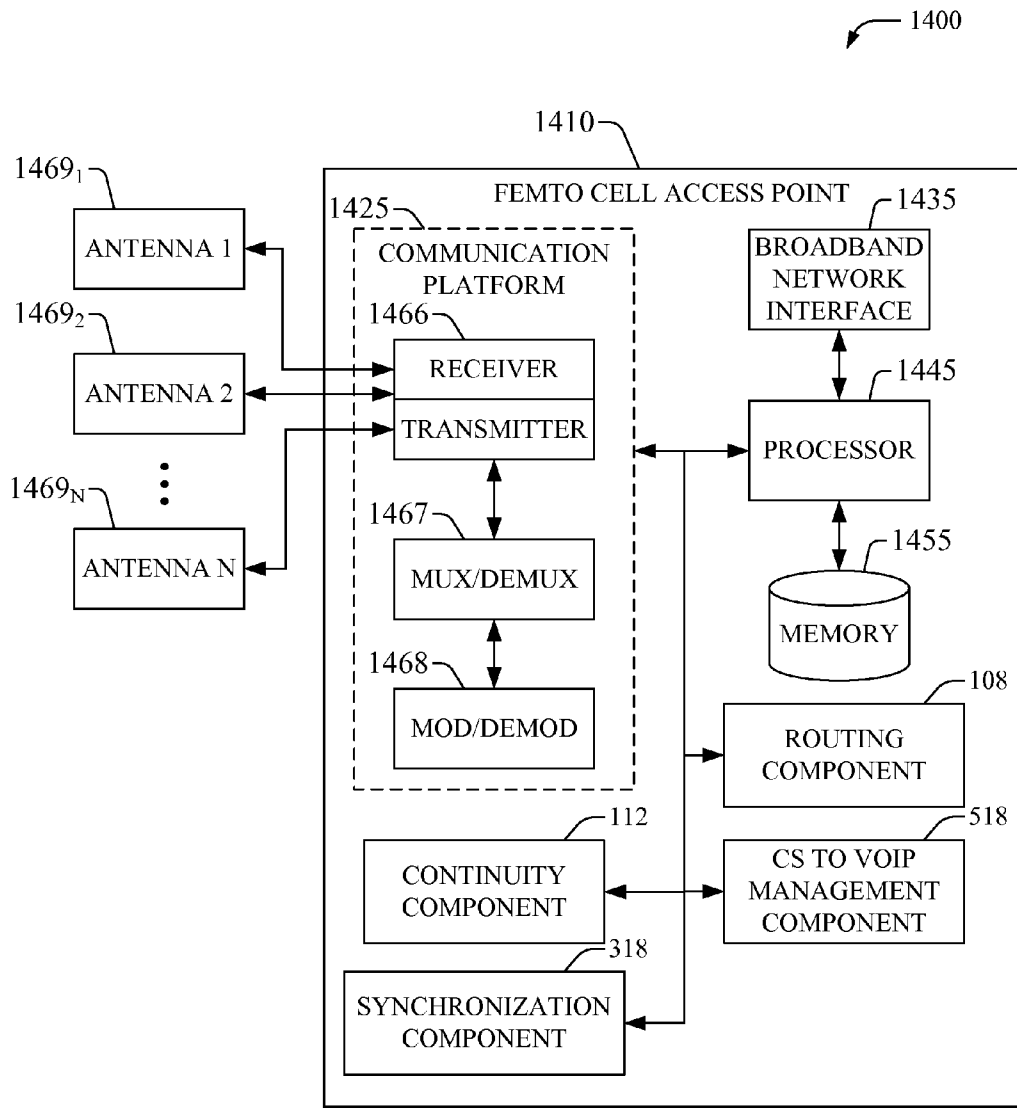 1400
1410
FEMTO CELL ACCESS POINT
1469₁
ANTENNA 1
1469₂
ANTENNA 2
1469N
ANTENNA N
1425
COMMUNICATION
PLATFORM
1466
RECEIVER
TRANSMITTER
1467
MUX/DEMUX
1468
MOD/DEMOD
1435
BROADBAND
NETWORK
INTERFACE
1445
PROCESSOR
1455
MEMORY
108
ROUTING
COMPONENT
112
CONTINUITY
COMPONENT
518
CS TO VOIP
MANAGEMENT
COMPONENT
318
SYNCHRONIZATION
COMPONENT